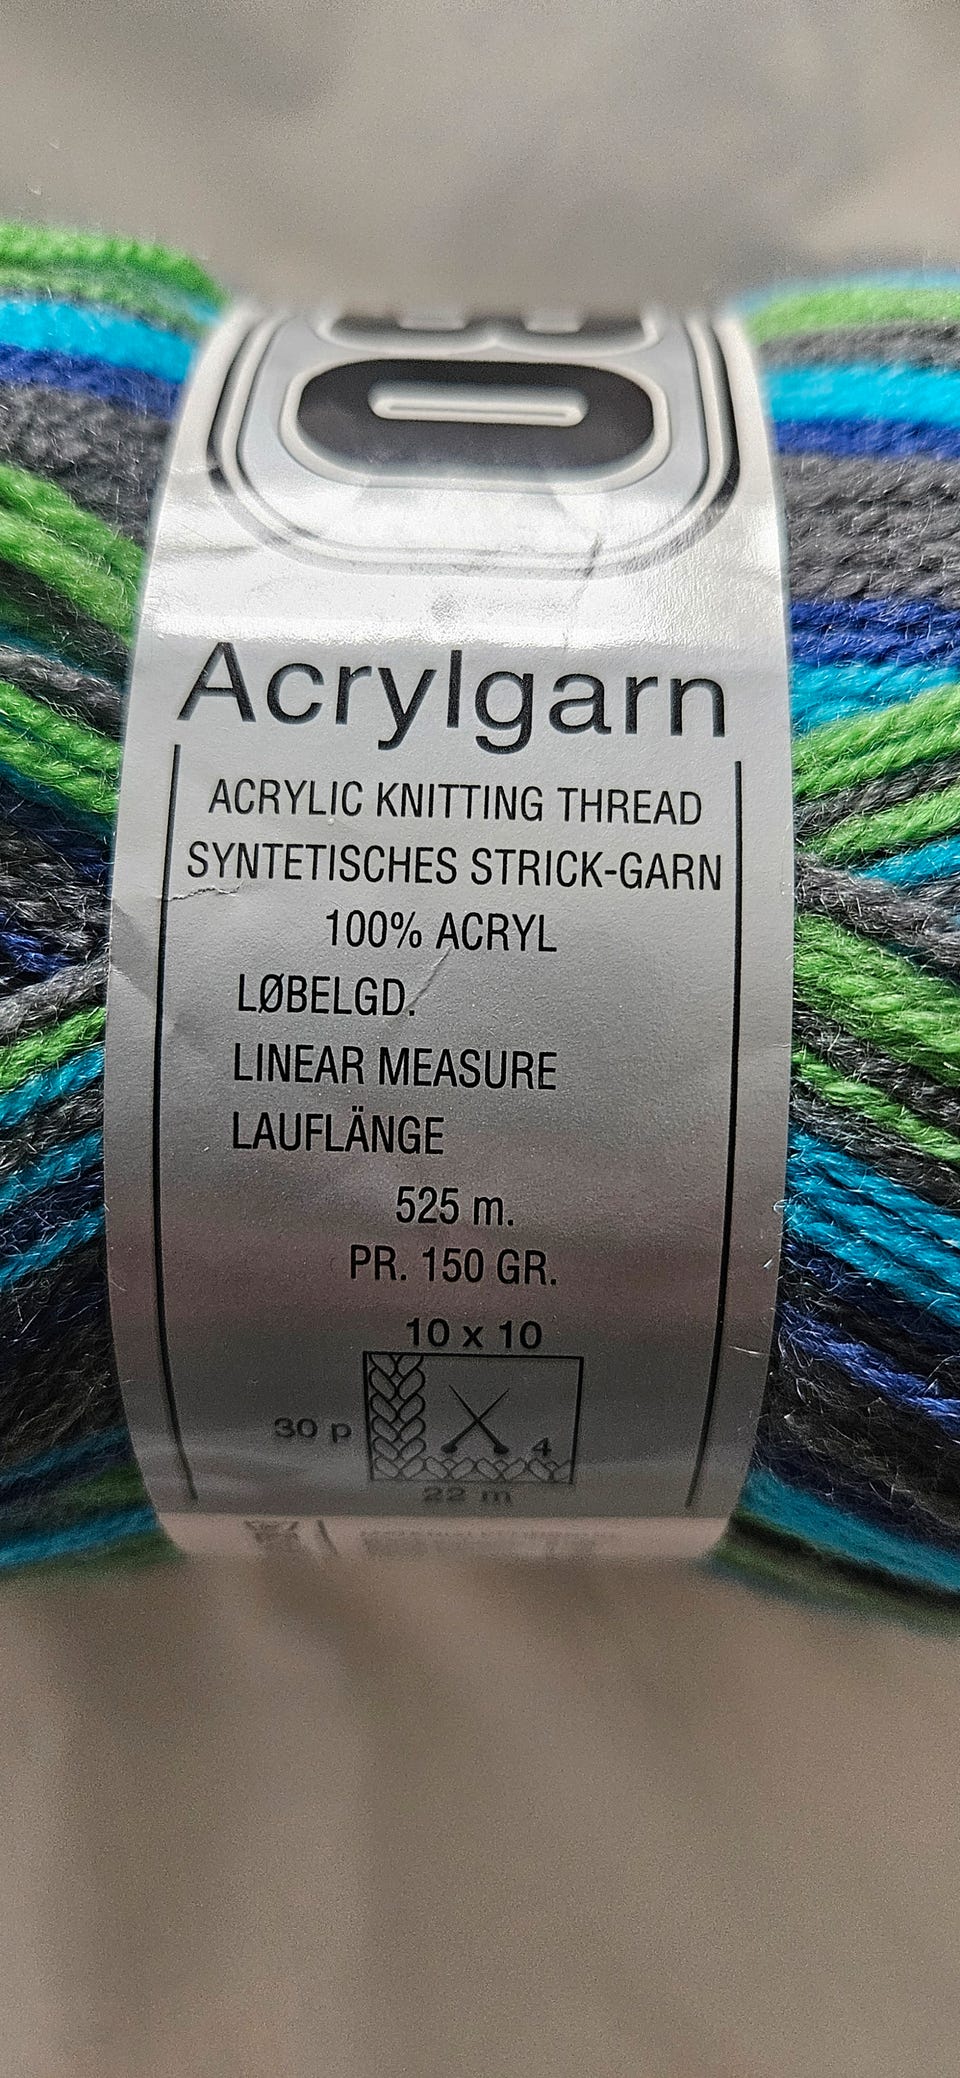 Acrylgarn
ACRYLIC KNITTING THREAD
SYNTETISCHES STRICK-GARN
100% ACRYL
LØBELGD.
LINEAR MEASURE
LAUFLÄNGE
525 m.
PR. 150 GR.
10 x 10
30 p
4
22 m